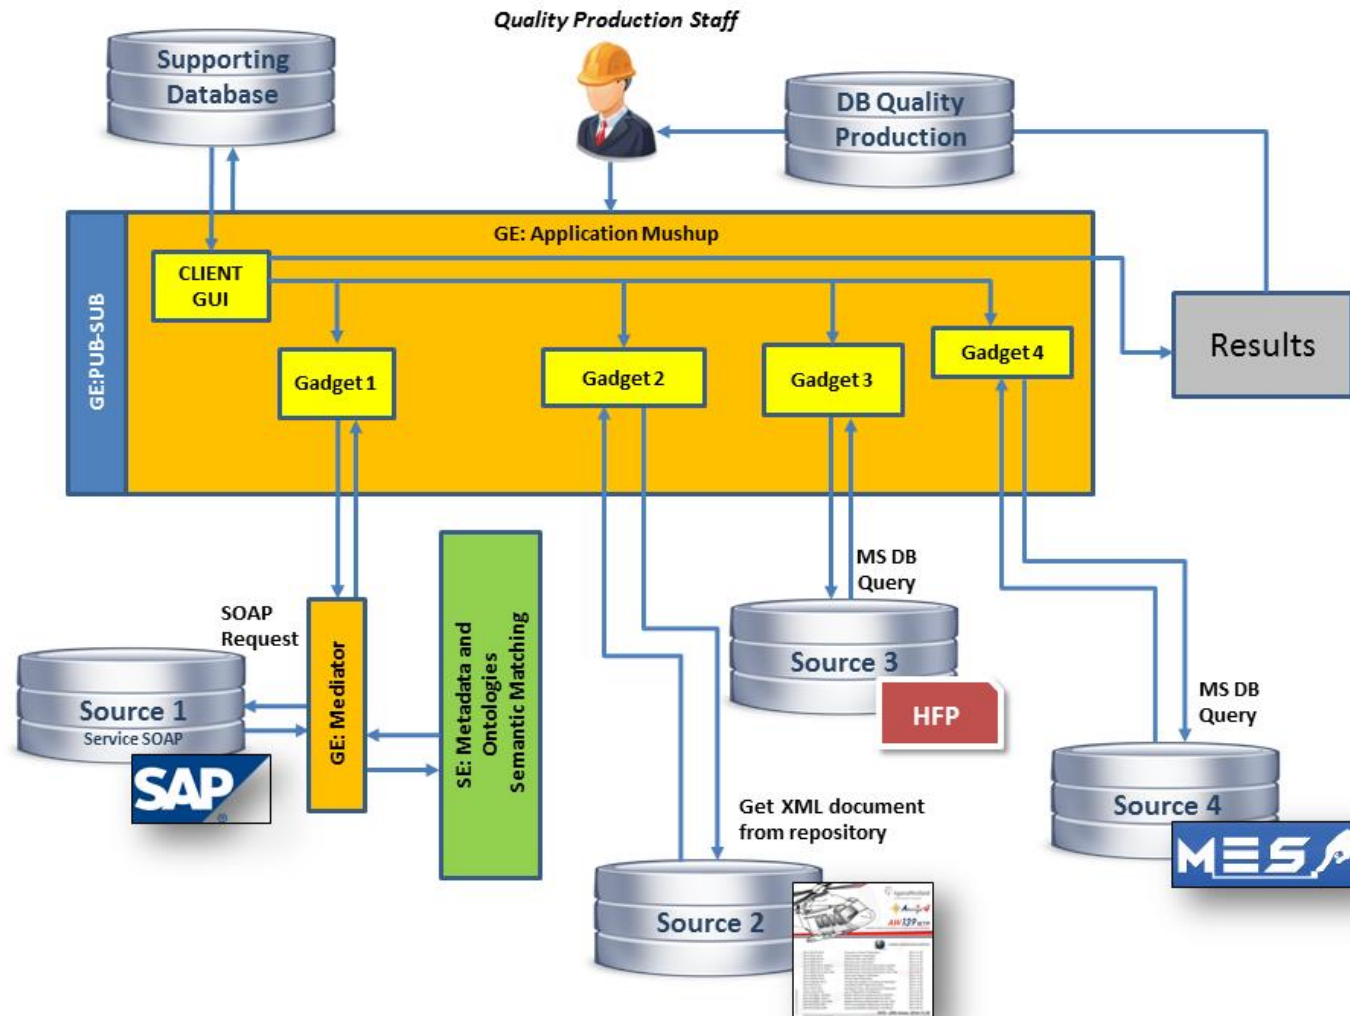 Quality Production Staff
Supporting
Database
DB Quality
Production
GE:PUB-SUB
GE: Application Mushup
CLIENT
GUI
Gadget 1
Gadget 2
Gadget 3
Gadget 4
Results
SOAP
Request
Source 1
Service SOAP
SAP
®
GE: Mediator
SE: Metadata and
Ontologies
Semantic Matching
MS DB
Query
Source 3
HFP
MS DB
Query
Source 4
MES
Get XML document
from repository
Source 2
AW139